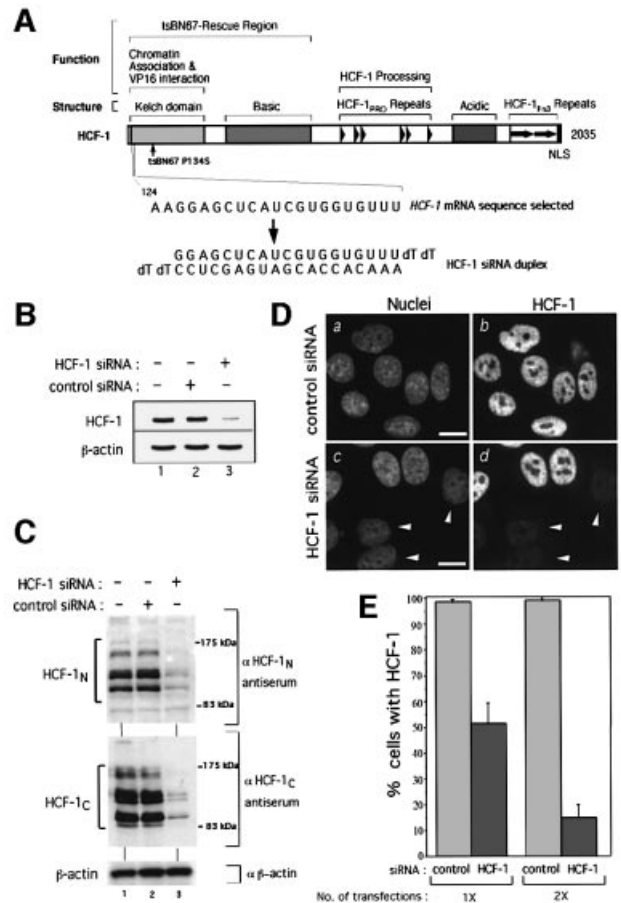 A
tsBN67-Rescue Region
Function
Chromatin
Association &
VP16 interaction
HCF-1 Processing
Structure
Kelch domain
Basic
HCF-1PRO Repeats
Acidic
HCF-1Fn3 Repeats
HCF-1
2035
tsBN67 P134S
NLS
124
AAGGAGCUCAUCGUGGUGUUU
HCF-1 mRNA sequence selected
GGAGCUCAUCGUGGUGUUUdT dT
dT dTCCUCGAGUAGCACCACAAA
HCF-1 siRNA duplex
B
HCF-1 siRNA : – – +
control siRNA : – + –
HCF-1
β-actin
1 2 3
C
HCF-1 siRNA : – – +
control siRNA : – + –
-175 kDa
HCF-1N
α HCF-1N
antiserum
-83 kDa
-175 kDa
HCF-1C
α HCF-1C
antiserum
-83 kDa
β-actin
α β-actin
1 2 3
D
Nuclei HCF-1
control siRNA
a b
HCF-1 siRNA
c d
E
% cells with HCF-1
100
90
80
70
60
50
40
30
20
10
0
siRNA : control HCF-1 control HCF-1
No. of transfections : 1X 2X